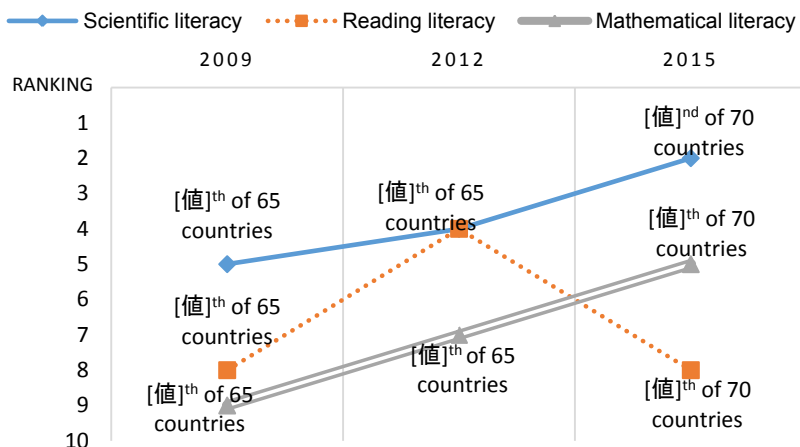 Scientific literacy Reading literacy Mathematical literacy
2009 2012 2015
RANKING
1
2
3
4
5
6
7
8
9
10
[値]th of 65
countries
[値]th of 65
countries
[値]th of 65
countries
[値]th of 65
countries
[値]th of 65
countries
[値]nd of 70
countries
[値]th of 70
countries
[値]th of 70
countries